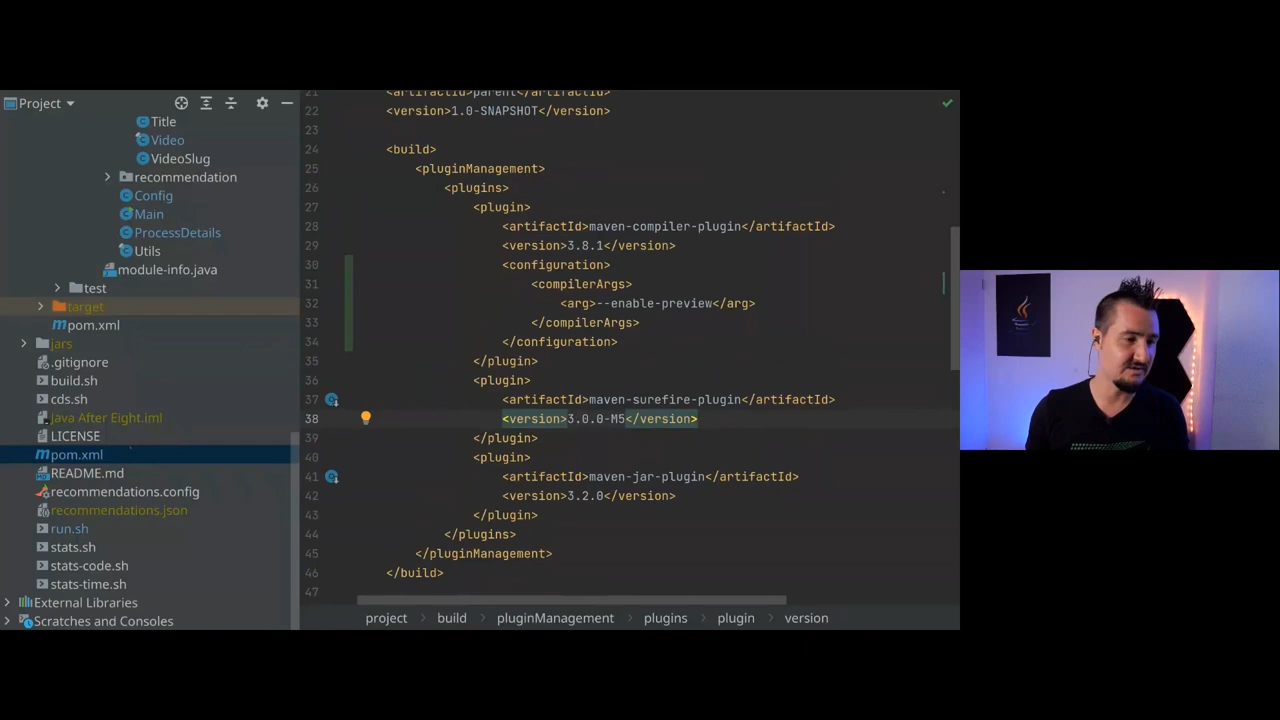 Project
Title
Video
VideoSlug
recommendation
Config
Main
ProcessDetails
Utils
module-info.java
test
target
pom.xml
jars
.gitignore
build.sh
cds.sh
Java After Eight.iml
LICENSE
pom.xml
README.md
recommendations.config
recommendations.json
run.sh
stats.sh
stats-code.sh
stats-time.sh
External Libraries
Scratches and Consoles
21 <artifactId>parent</artifactId>
22 <version>1.0-SNAPSHOT</version>
23
24 <build>
25 <pluginManagement>
26 <plugins>
27 <plugin>
28 <artifactId>maven-compiler-plugin</artifactId>
29 <version>3.8.1</version>
30 <configuration>
31 <compilerArgs>
32 <arg>--enable-preview</arg>
33 </compilerArgs>
34 </configuration>
35 </plugin>
36 <plugin>
37 <artifactId>maven-surefire-plugin</artifactId>
38 <version>3.0.0-M5</version>
39 </plugin>
40 <plugin>
41 <artifactId>maven-jar-plugin</artifactId>
42 <version>3.2.0</version>
43 </plugin>
44 </plugins>
45 </pluginManagement>
46 </build>
47
project > build > pluginManagement > plugins > plugin > version